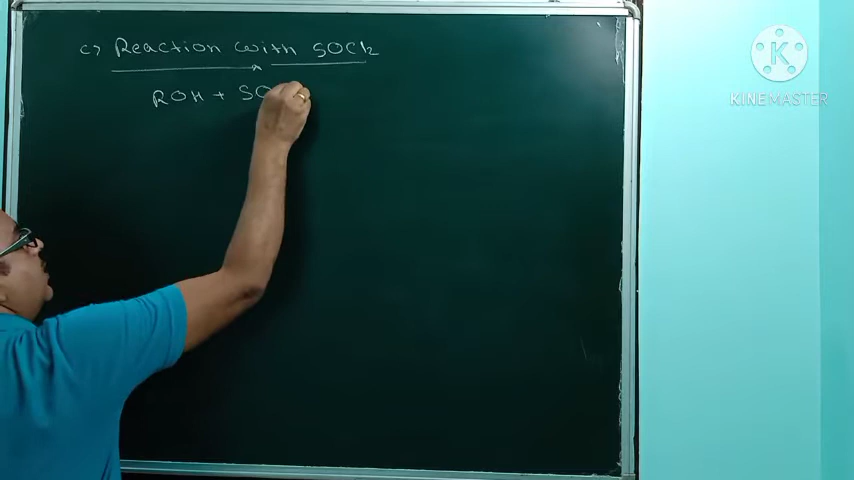 c) Reaction with SOCl2
ROH + SO
K
KINEMASTER